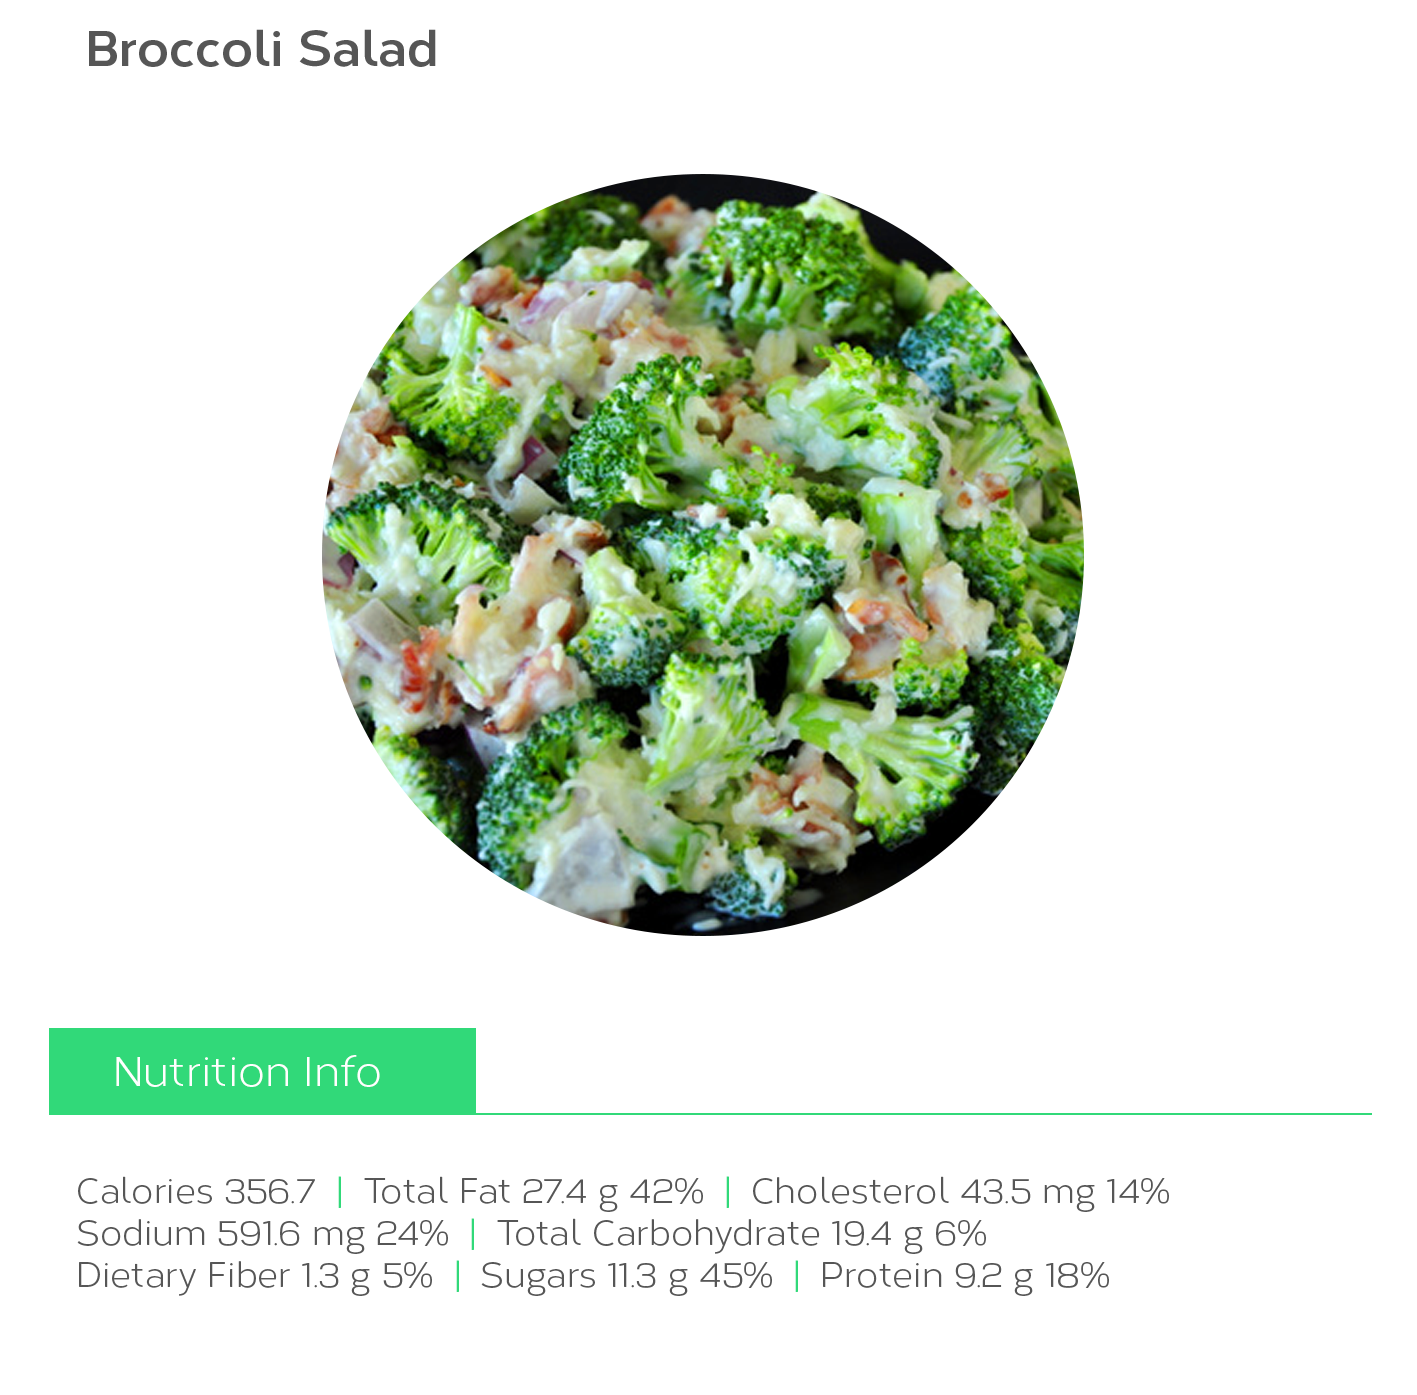 Broccoli Salad
Nutrition Info
Calories 356.7 | Total Fat 27.4 g 42% | Cholesterol 43.5 mg 14%
Sodium 591.6 mg 24% | Total Carbohydrate 19.4 g 6%
Dietary Fiber 1.3 g 5% | Sugars 11.3 g 45% | Protein 9.2 g 18%